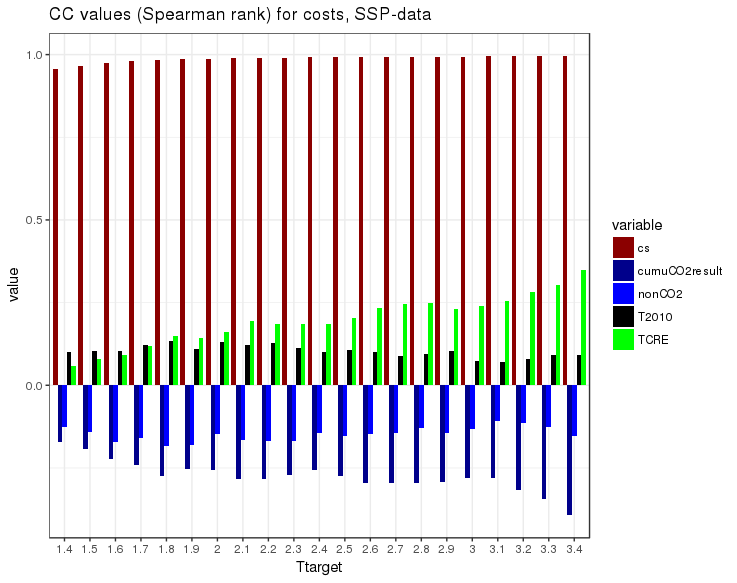 CC values (Spearman rank) for costs, SSP-data
value
1.0
0.5
0.0
1.4 1.5 1.6 1.7 1.8 1.9 2 2.1 2.2 2.3 2.4 2.5 2.6 2.7 2.8 2.9 3 3.1 3.2 3.3 3.4
Ttarget
variable
cs
cumuCO2result
nonCO2
T2010
TCRE